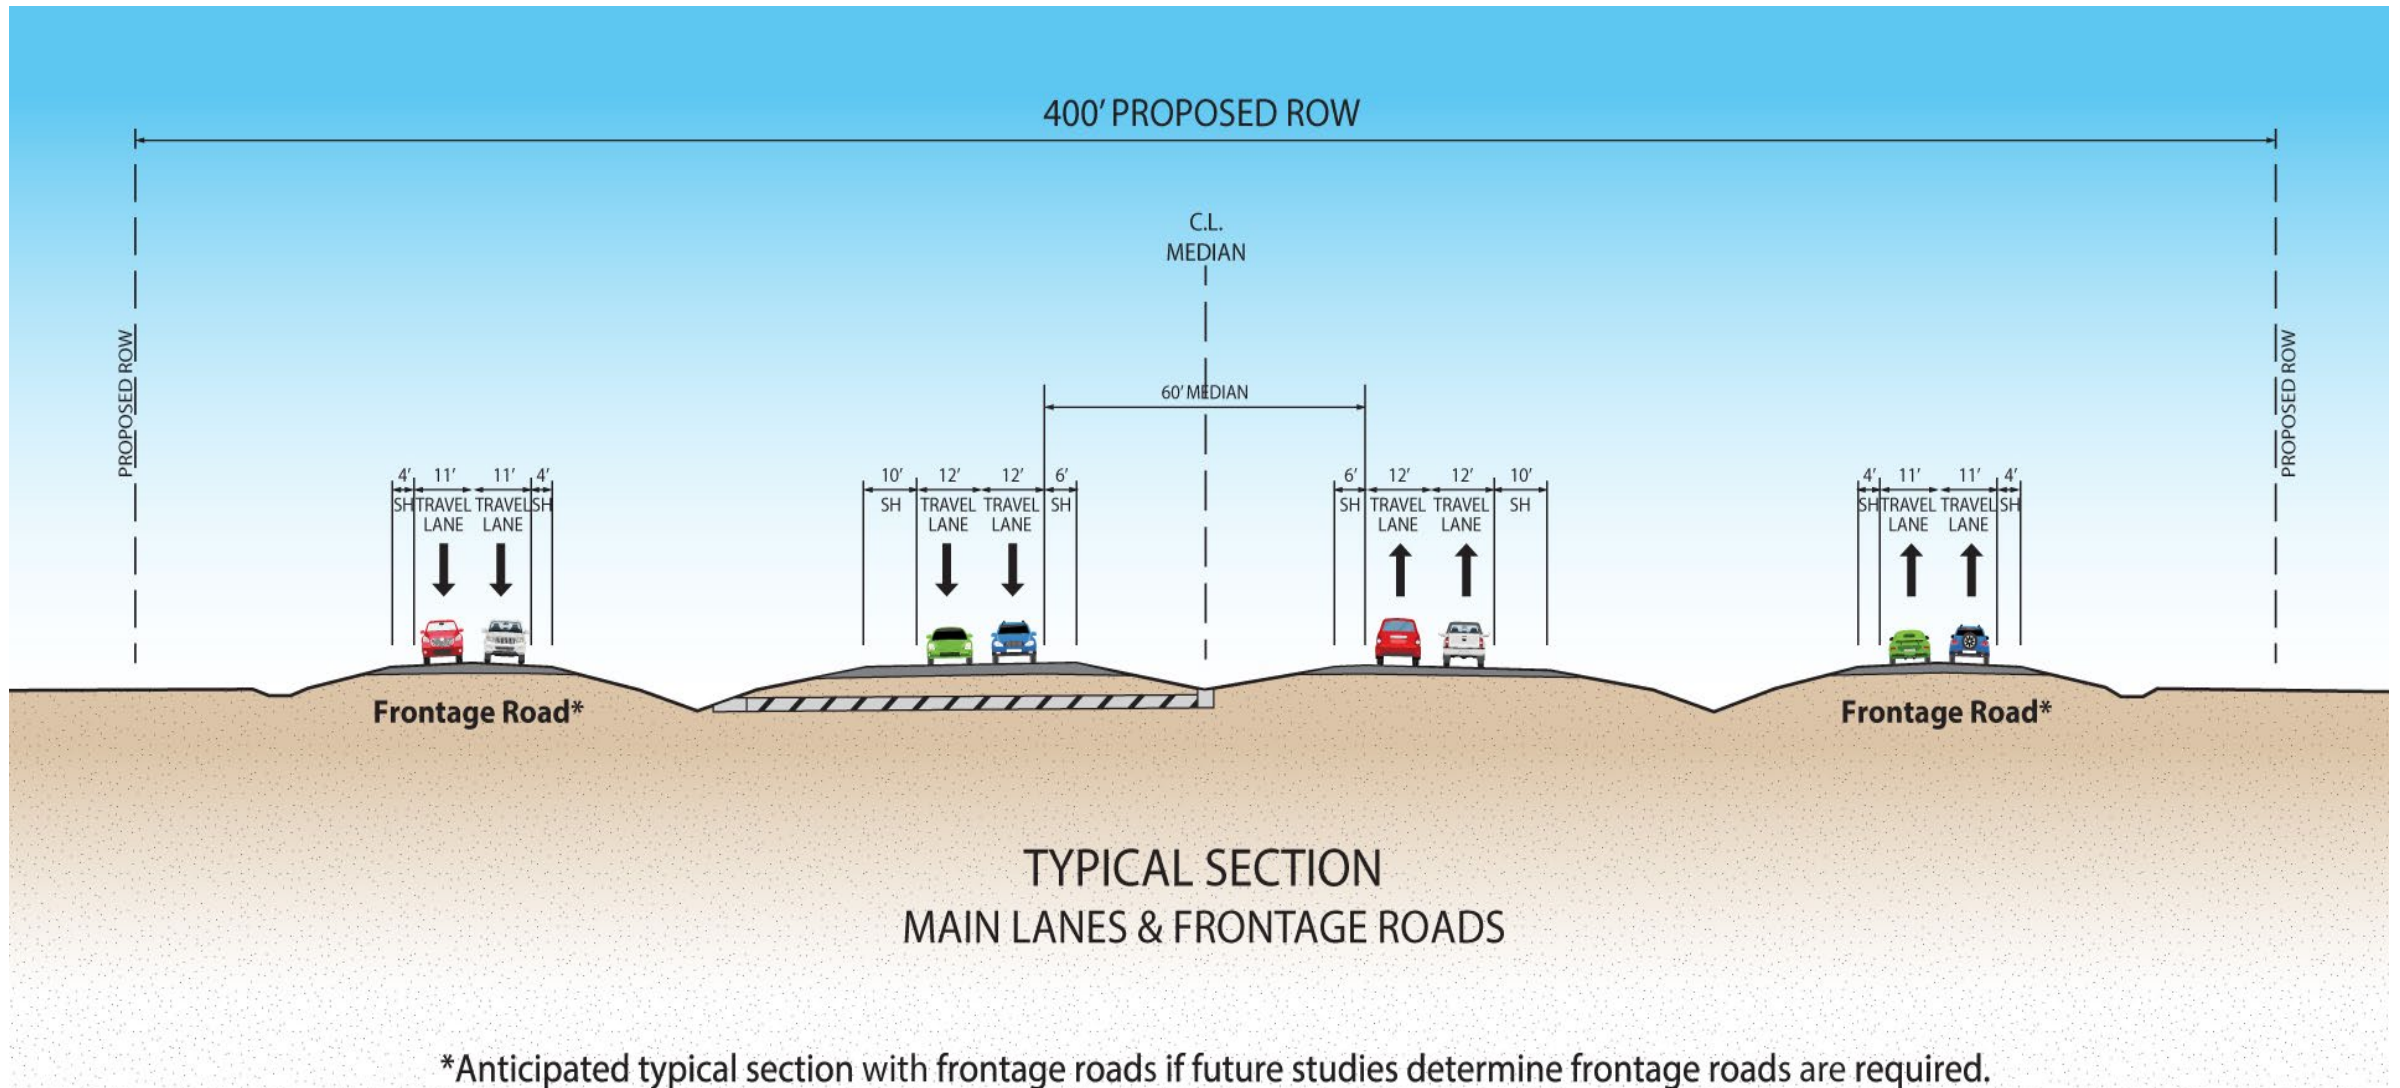 400' PROPOSED ROW
C.L.
MEDIAN
PROPOSED ROW
PROPOSED ROW
60' MEDIAN
4' 11' 11' 4'
SH TRAVEL TRAVEL SH
LANE LANE
10' 12' 12' 6'
SH TRAVEL TRAVEL SH
LANE LANE
6' 12' 12' 10'
SH TRAVEL TRAVEL SH
LANE LANE
4' 11' 11' 4'
SH TRAVEL TRAVEL SH
LANE LANE
Frontage Road*
Frontage Road*
TYPICAL SECTION
MAIN LANES & FRONTAGE ROADS
*Anticipated typical section with frontage roads if future studies determine frontage roads are required.